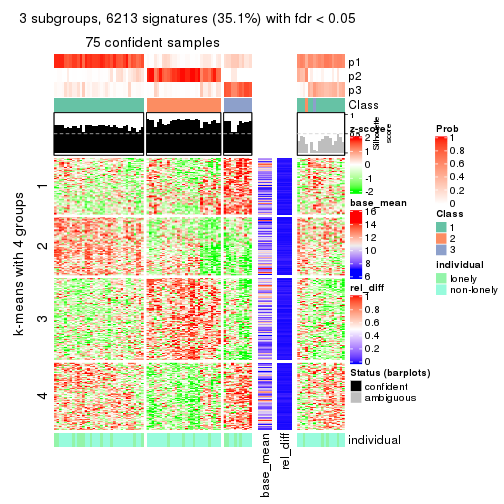 3 subgroups, 6213 signatures (35.1%) with fdr < 0.05
75 confident samples
p1
p2
p3
Class
1
0.5
0
Silhouette
score
k-means with 4 groups
1
2
3
4
individual
base_mean
rel_diff
z-score
2
1
0
-1
-2
base_mean
16
14
12
10
8
6
rel_diff
1
0.8
0.6
0.4
0.2
0
Status (barplots)
confident
ambiguous
Prob
1
0.8
0.6
0.4
0.2
0
Class
1
2
3
individual
lonely
non-lonely